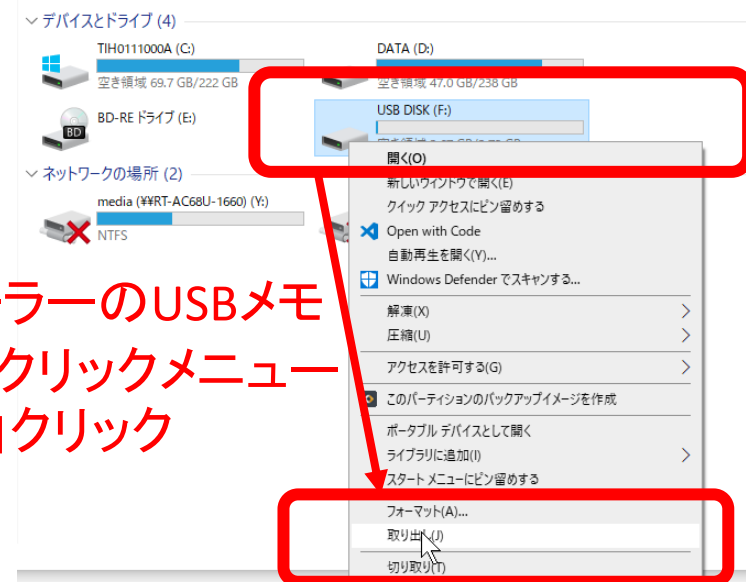 デバイスとドライブ (4)
TIH0111000A (C:)
空き領域 69.7 GB/222 GB
DATA (D:)
空き領域 47.0 GB/238 GB
BD-RE ドライブ (E:)
BD
USB DISK (F:)
ネットワークの場所 (2)
media (¥¥RT-AC68U-1660) (Y:)
NTFS
開く(O)
新しいウィンドウで開く(E)
クイック アクセスにピン留めする
Open with Code
自動再生を開く(Y)...
Windows Defender でスキャンする...
解凍(X)
圧縮(U)
アクセスを許可する(G)
このパーティションのバックアップイメージを作成
ポータブル デバイスとして開く
ライブラリに追加(I)
スタート メニューにピン留めする
フォーマット(A)...
取り出し(J)
切り取り(T)
ラーのUSBメモ
クリックメニュー
クリック